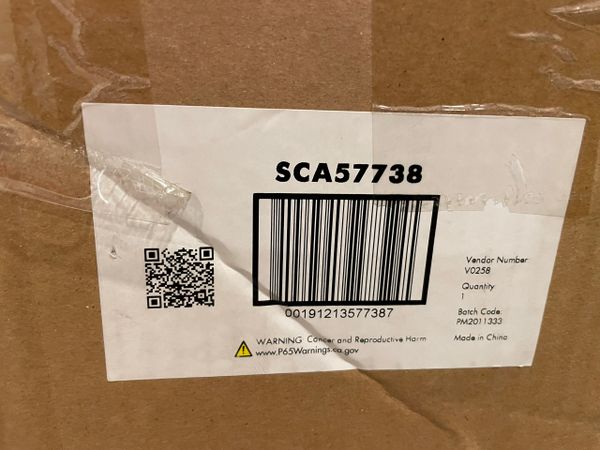 SCA57738
00191213577387
WARNING: Cancer and Reproductive Harm
www.P65Warnings.ca.gov
Vendor Number
V0258
Quantity
1
Batch Code:
PM2011333
Made in China